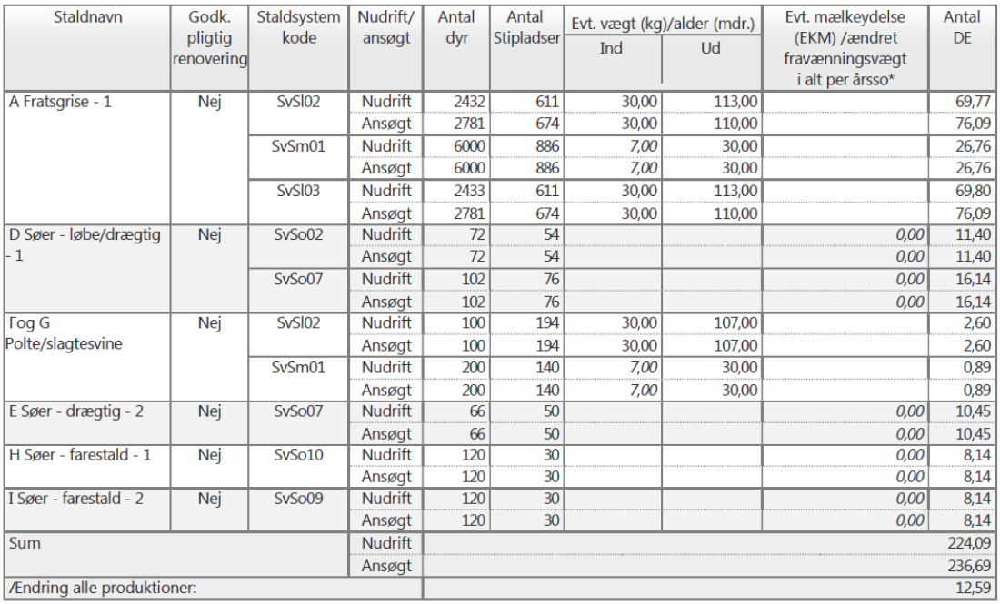 Staldnavn Godk. pligtig renovering Staldsystem kode Nudrift/ ansøgt Antal dyr Antal Stipladser Evt. vægt (kg)/alder (mdr.) Ind Ud Evt. mælkeydelse (EKM) /ændret fravænningsvægt i alt per årsso* Antal DE
A Fratsgrise - 1 Nej SvSl02 Nudrift 2432 611 30,00 113,00 69,77
Ansøgt 2781 674 30,00 110,00 76,09
SvSm01 Nudrift 6000 886 7,00 30,00 26,76
Ansøgt 6000 886 7,00 30,00 26,76
SvSl03 Nudrift 2433 611 30,00 113,00 69,80
Ansøgt 2781 674 30,00 110,00 76,09
D Søer - løbe/drægtig - 1 Nej SvSo02 Nudrift 72 54 0,00 11,40
Ansøgt 72 54 0,00 11,40
SvSo07 Nudrift 102 76 0,00 16,14
Ansøgt 102 76 0,00 16,14
Fog G Polte/slagtesvine Nej SvSl02 Nudrift 100 194 30,00 107,00 2,60
Ansøgt 100 194 30,00 107,00 2,60
SvSm01 Nudrift 200 140 7,00 30,00 0,89
Ansøgt 200 140 7,00 30,00 0,89
E Søer - drægtig - 2 Nej SvSo07 Nudrift 66 50 0,00 10,45
Ansøgt 66 50 0,00 10,45
H Søer - farestald - 1 Nej SvSo10 Nudrift 120 30 0,00 8,14
Ansøgt 120 30 0,00 8,14
I Søer - farestald - 2 Nej SvSo09 Nudrift 120 30 0,00 8,14
Ansøgt 120 30 0,00 8,14
Sum Nudrift 224,09
Ansøgt 236,69
Ændring alle produktioner: 12,59